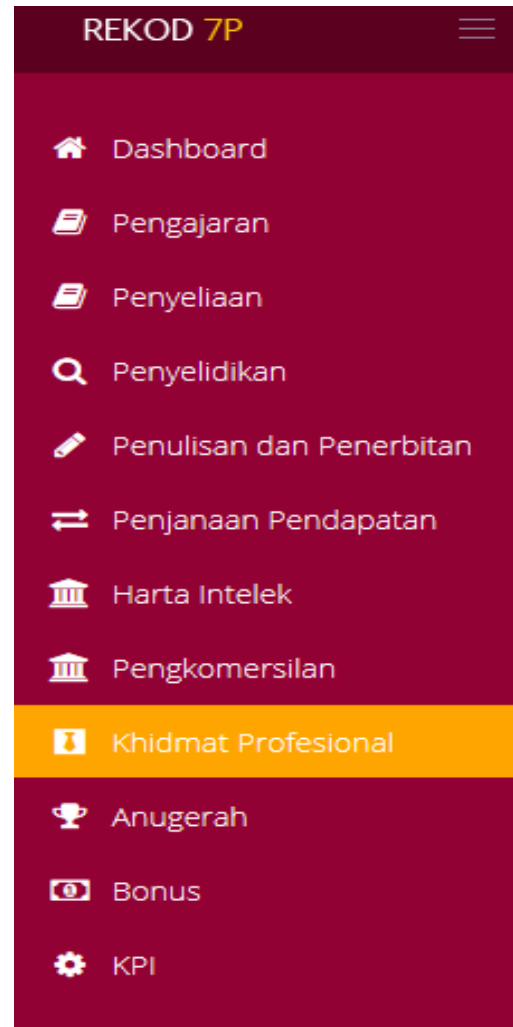 REKOD 7P
Dashboard
Pengajaran
Penyeliaan
Penyelidikan
Penulisan dan Penerbitan
Penjanaan Pendapatan
Harta Intelek
Pengkomersilan
Khidmat Profesional
Anugerah
Bonus
KPI